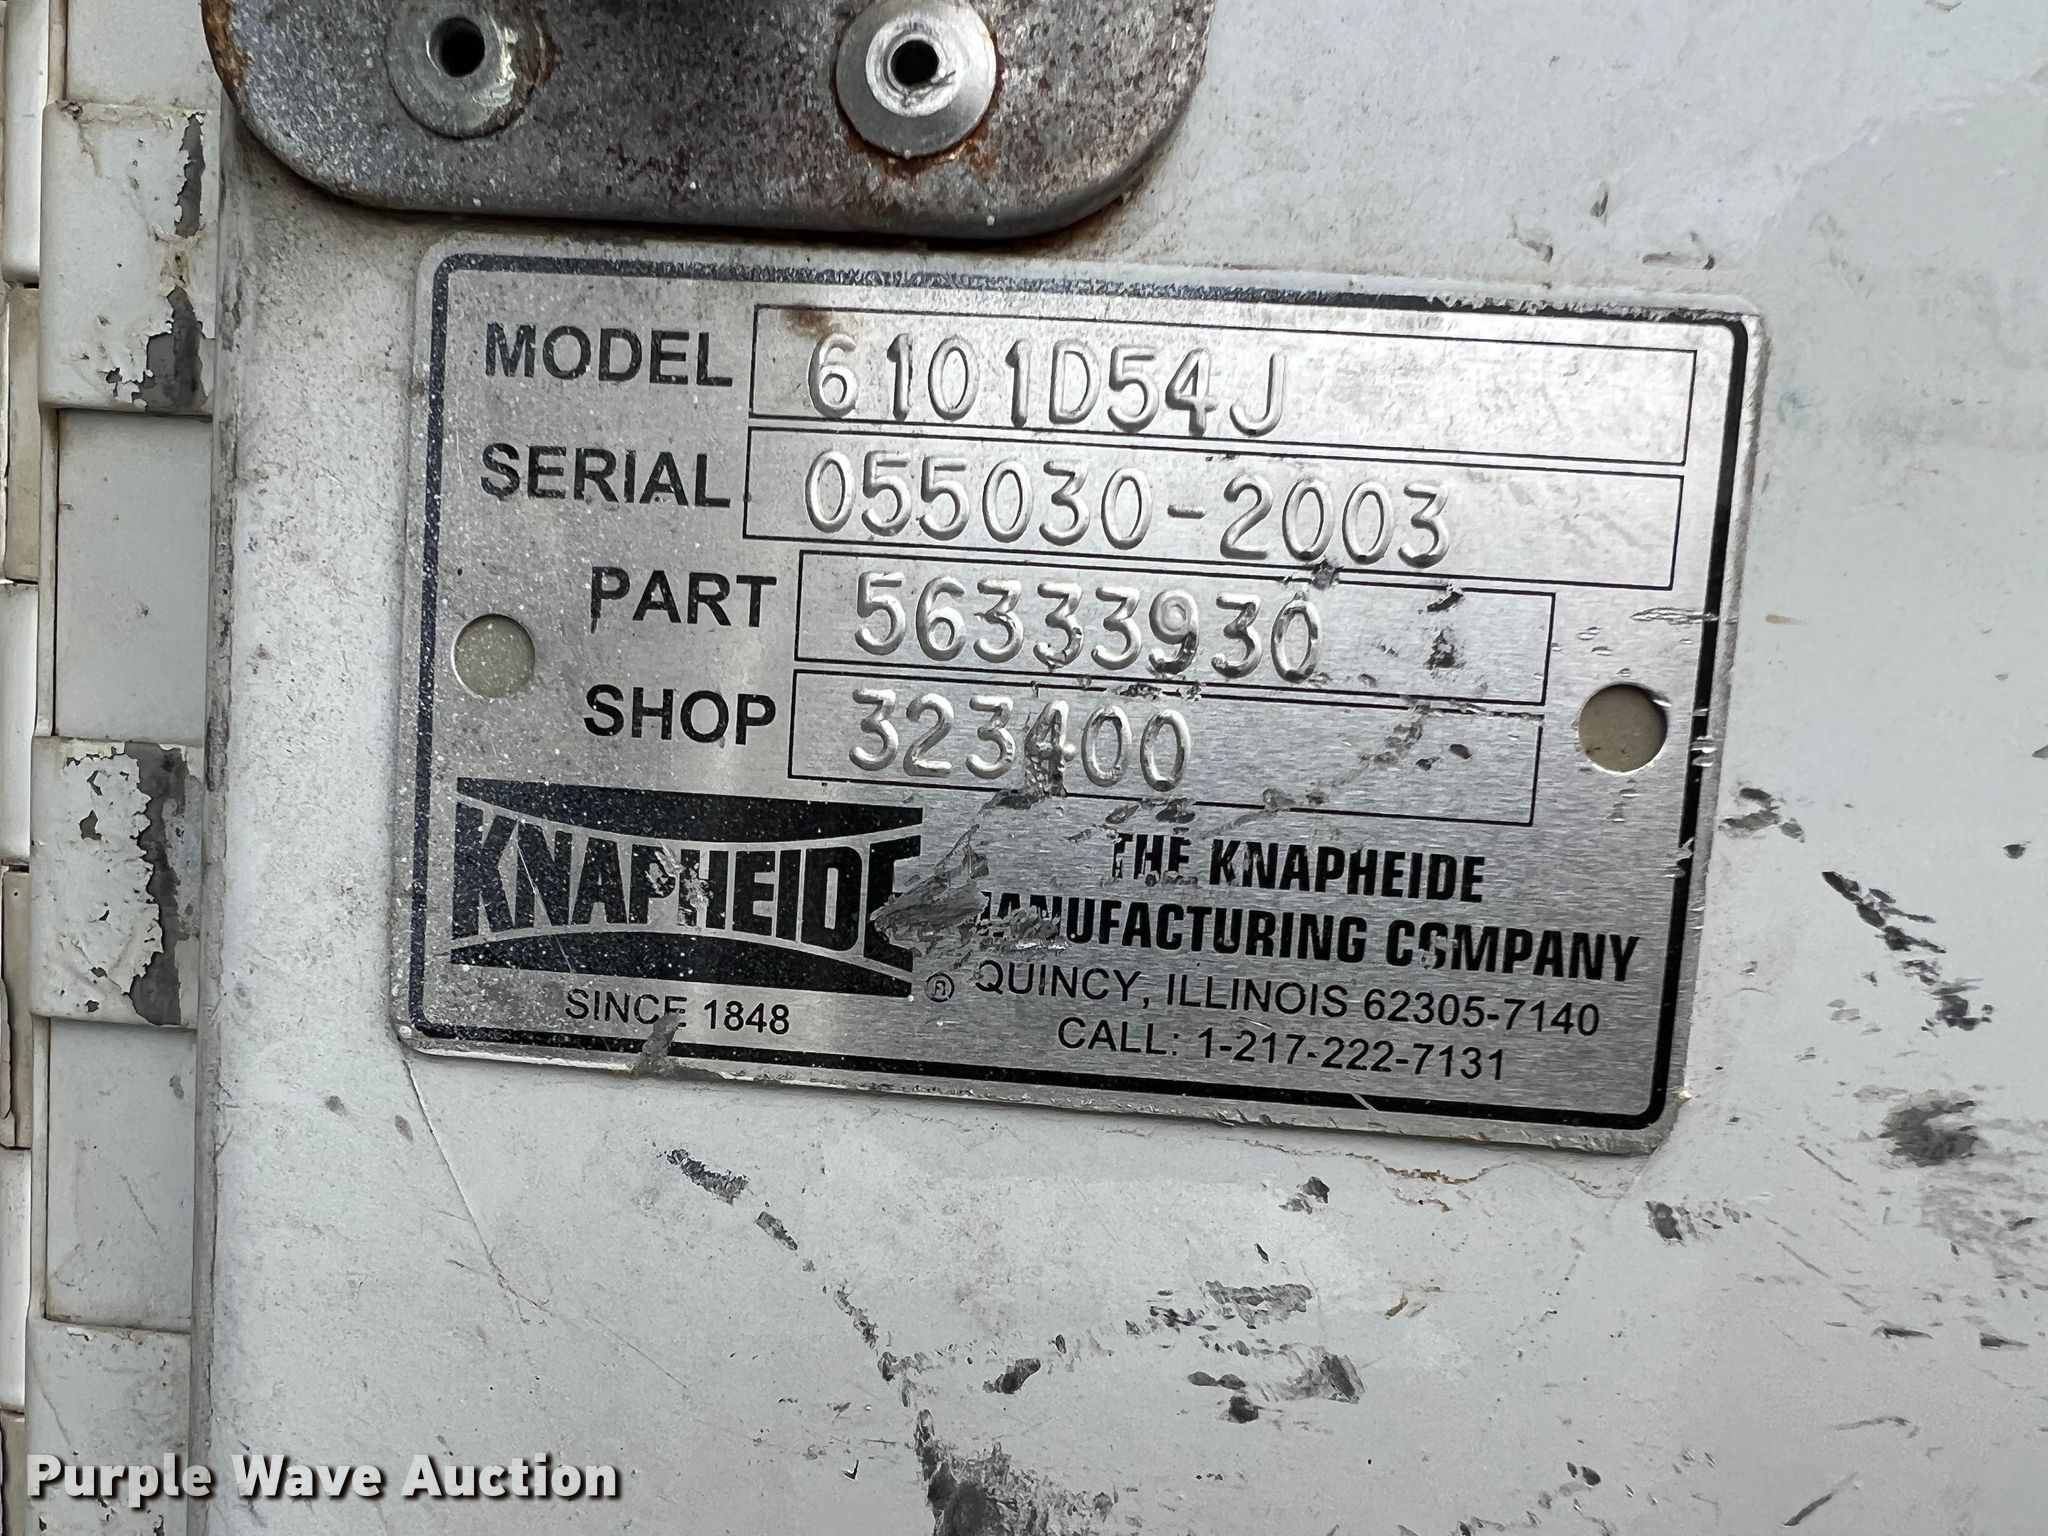 MODEL 6101D54J
SERIAL 055030-2003
PART 56333930
SHOP 323400
KNAPHEIDE ®
SINCE 1848
THE KNAPHEIDE
MANUFACTURING COMPANY
QUINCY, ILLINOIS 62305-7140
CALL: 1-217-222-7131
Purple Wave Auction